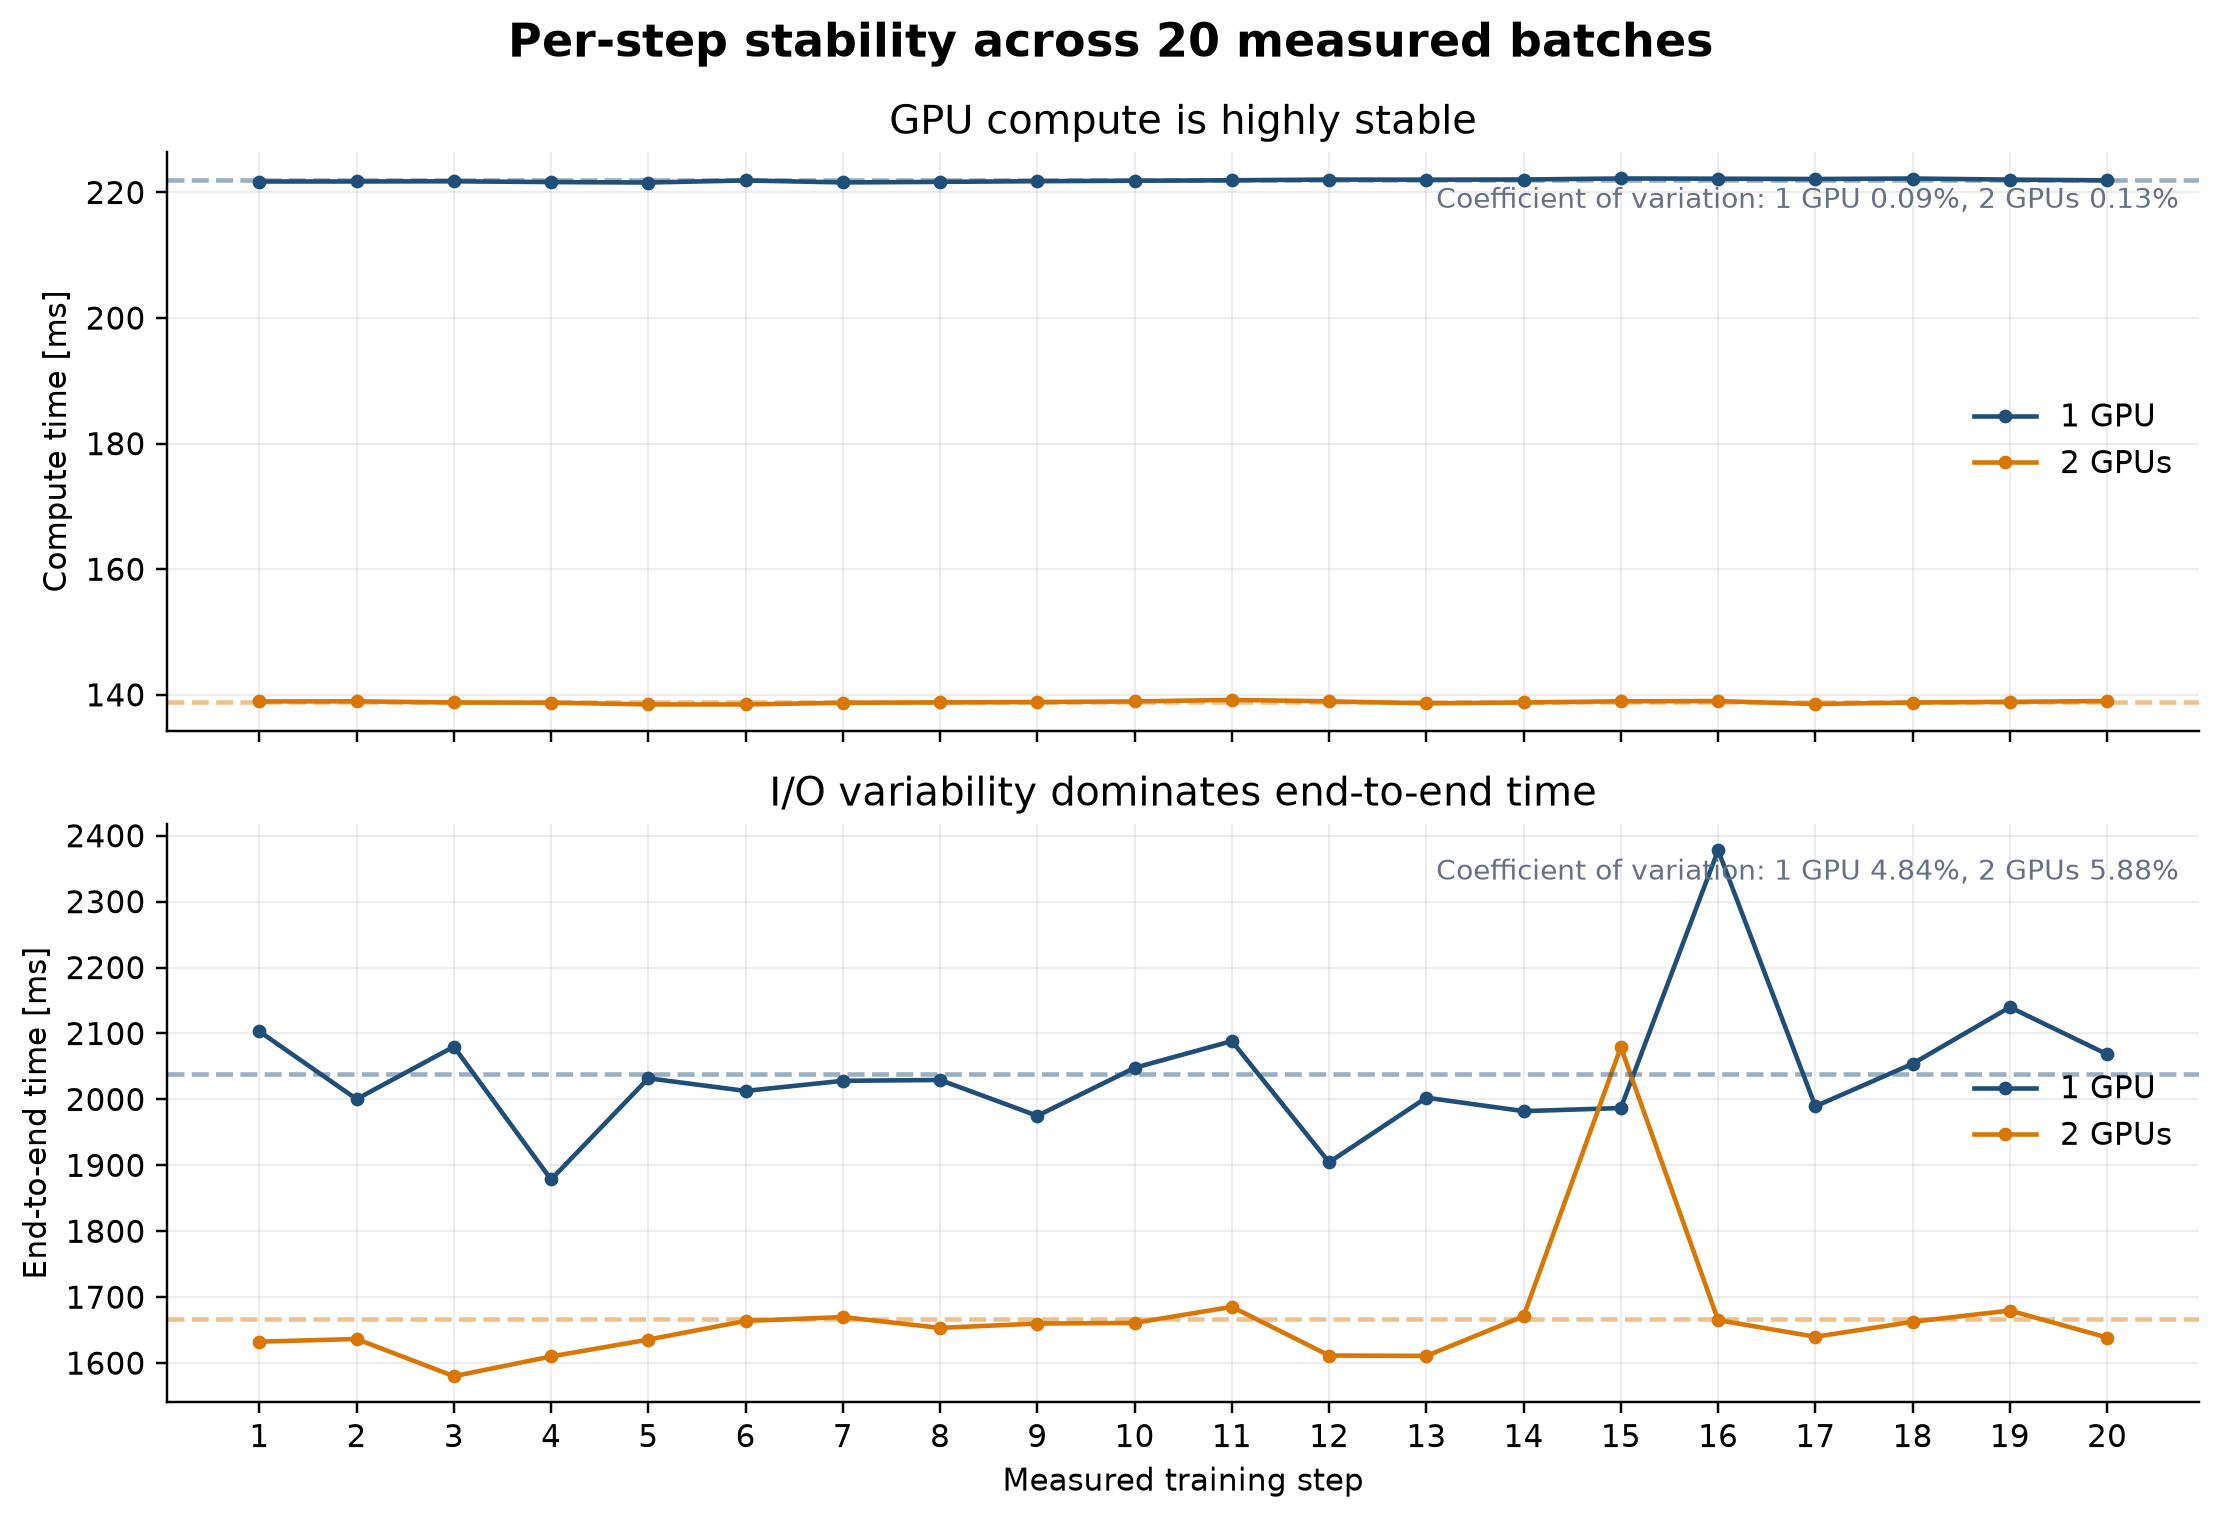 Per-step stability across 20 measured batches
GPU compute is highly stable
220
Coefficient of variation: 1 GPU 0.09%, 2 GPUs 0.13%
200
180
160
140
Compute time [ms]
1 GPU
2 GPUs
I/O variability dominates end-to-end time
2400
Coefficient of variation: 1 GPU 4.84%, 2 GPUs 5.88%
2300
2200
2100
2000
1900
1800
1700
1600
End-to-end time [ms]
1 GPU
2 GPUs
1 2 3 4 5 6 7 8 9 10 11 12 13 14 15 16 17 18 19 20
Measured training step